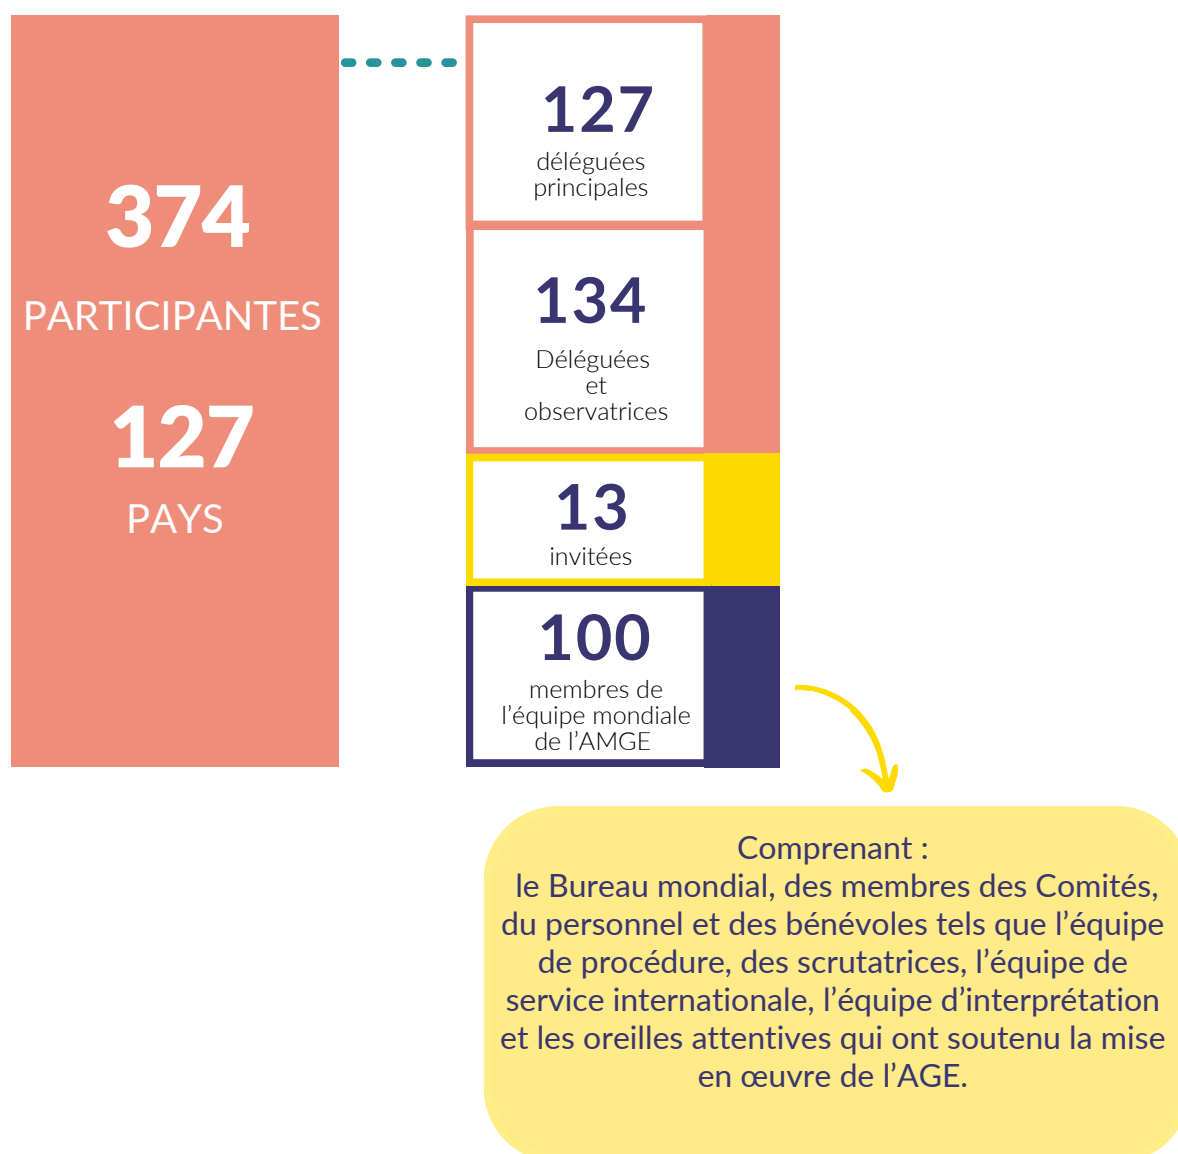 374
PARTICIPANTES
127
PAYS
127
déléguées
principales
134
Déléguées
et
observatrices
13
invitées
100
membres de
l’équipe mondiale
de l’AMGE
Comprenant :
le Bureau mondial, des membres des Comités,
du personnel et des bénévoles tels que l’équipe
de procédure, des scrutatrices, l’équipe de
service internationale, l’équipe d’interprétation
et les oreilles attentives qui ont soutenu la mise
en œuvre de l’AGE.